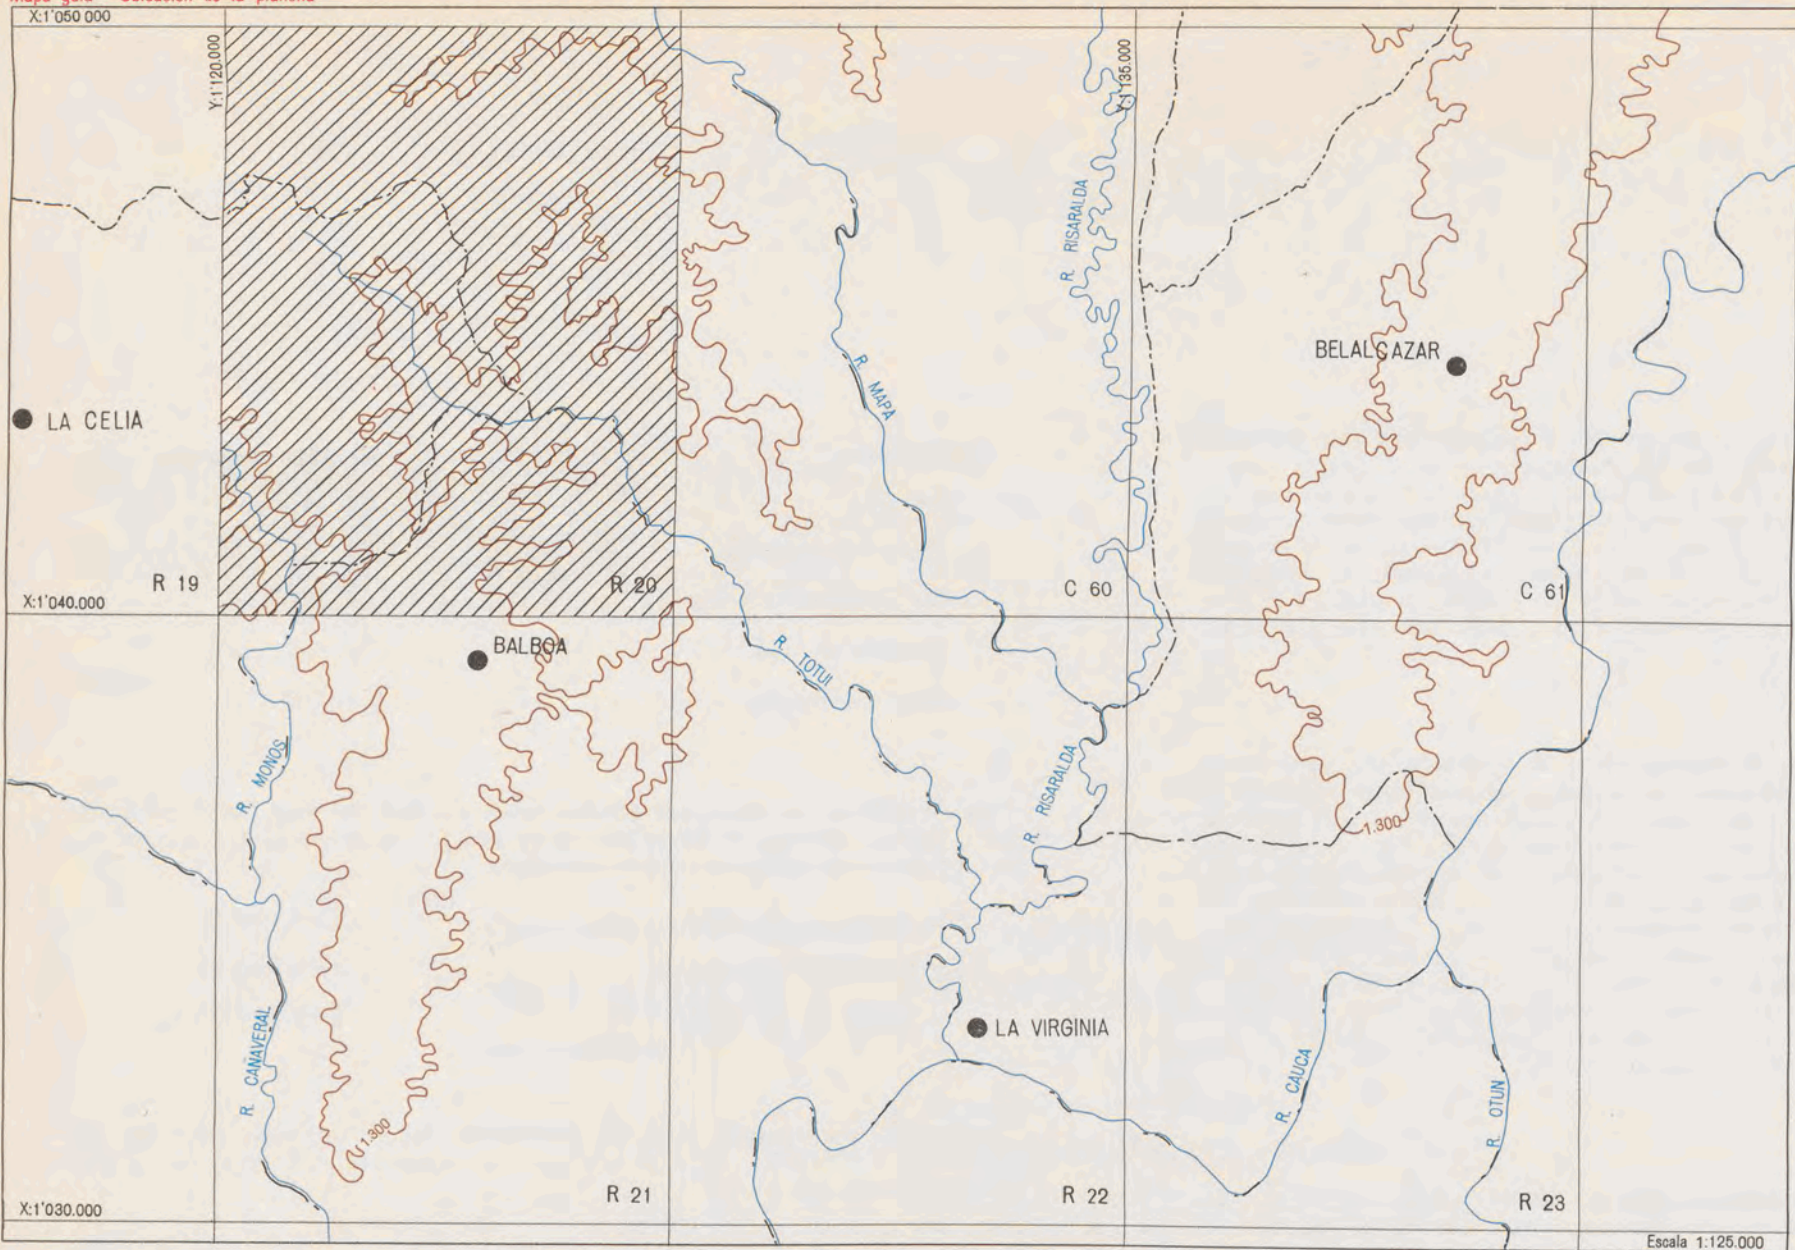 X:1'050 000
Y:1'120.000
Y:1'135.000
R. RISARALDA
BELALCAZAR
R. MAPA
LA CELIA
R 19
R 20
C 60
C 61
X:1'040.000
BALBOA
R. TOTUI
R. MONOS
R. RISARALDA
1.300
R. CAÑAVERAL
LA VIRGINIA
R. CAUCA
R. OTUN
1.300
R 21
R 22
R 23
X:1'030.000
Escala 1:125.000